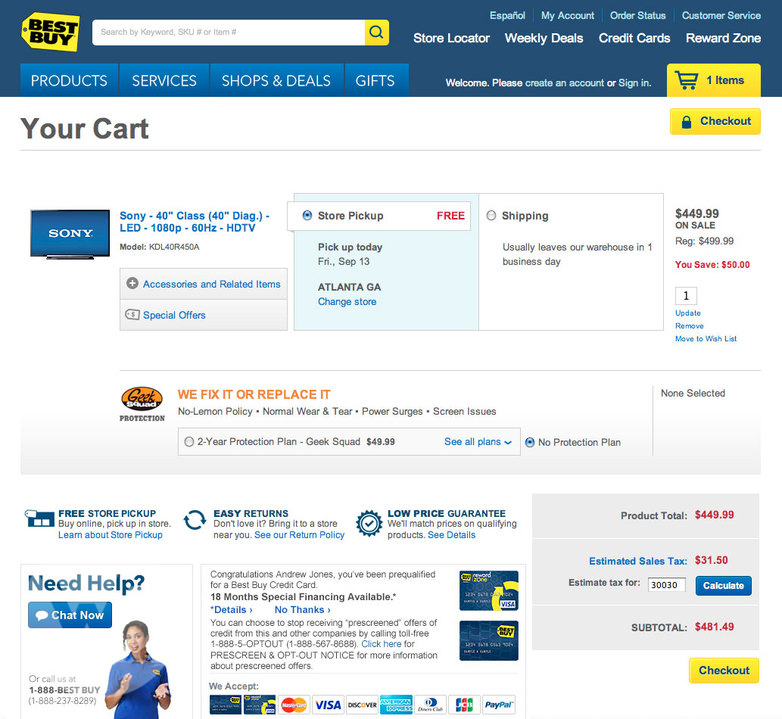 BEST BUY
Search by Keyword, SKU # or Item #
Español My Account Order Status Customer Service
Store Locator Weekly Deals Credit Cards Reward Zone
PRODUCTS SERVICES SHOPS & DEALS GIFTS
Welcome. Please create an account or Sign in.
1 Items
Your Cart
Checkout
SONY
Sony - 40" Class (40" Diag.) -
LED - 1080p - 60Hz - HDTV
Model: KDL40R450A
Accessories and Related Items
Special Offers
Store Pickup FREE
Pick up today
Fri., Sep 13
ATLANTA GA
Change store
Shipping
Usually leaves our warehouse in 1
business day
$449.99
ON SALE
Reg: $499.99
You Save: $50.00
1
Update
Remove
Move to Wish List
Geek Squad
PROTECTION
WE FIX IT OR REPLACE IT
No-Lemon Policy • Normal Wear & Tear • Power Surges • Screen Issues
2-Year Protection Plan - Geek Squad $49.99 See all plans
No Protection Plan
None Selected
FREE STORE PICKUP
Buy online, pick up in store.
Learn about Store Pickup
EASY RETURNS
Don't love it? Bring it to a store
near you. See our Return Policy
LOW PRICE GUARANTEE
We'll match prices on qualifying
products. See Details
Product Total: $449.99
Estimated Sales Tax: $31.50
Estimate tax for: 30030 Calculate
SUBTOTAL: $481.49
Checkout
Need Help?
Chat Now
Or call us at
1-888-BEST BUY
(1-888-237-8289)
Congratulations Andrew Jones, you've been prequalified
for a Best Buy Credit Card.
18 Months Special Financing Available.*
*Details › No Thanks ›
You can choose to stop receiving "prescreened" offers of
credit from this and other companies by calling toll-free
1-888-5-OPTOUT (1-888-567-8688). Click here for
PRESCREEN & OPT-OUT NOTICE for more information
about prescreened offers.
reward zone
VISA
BEST BUY
We Accept:
MasterCard VISA DISCOVER AMERICAN EXPRESS Diners Club JCB PayPal